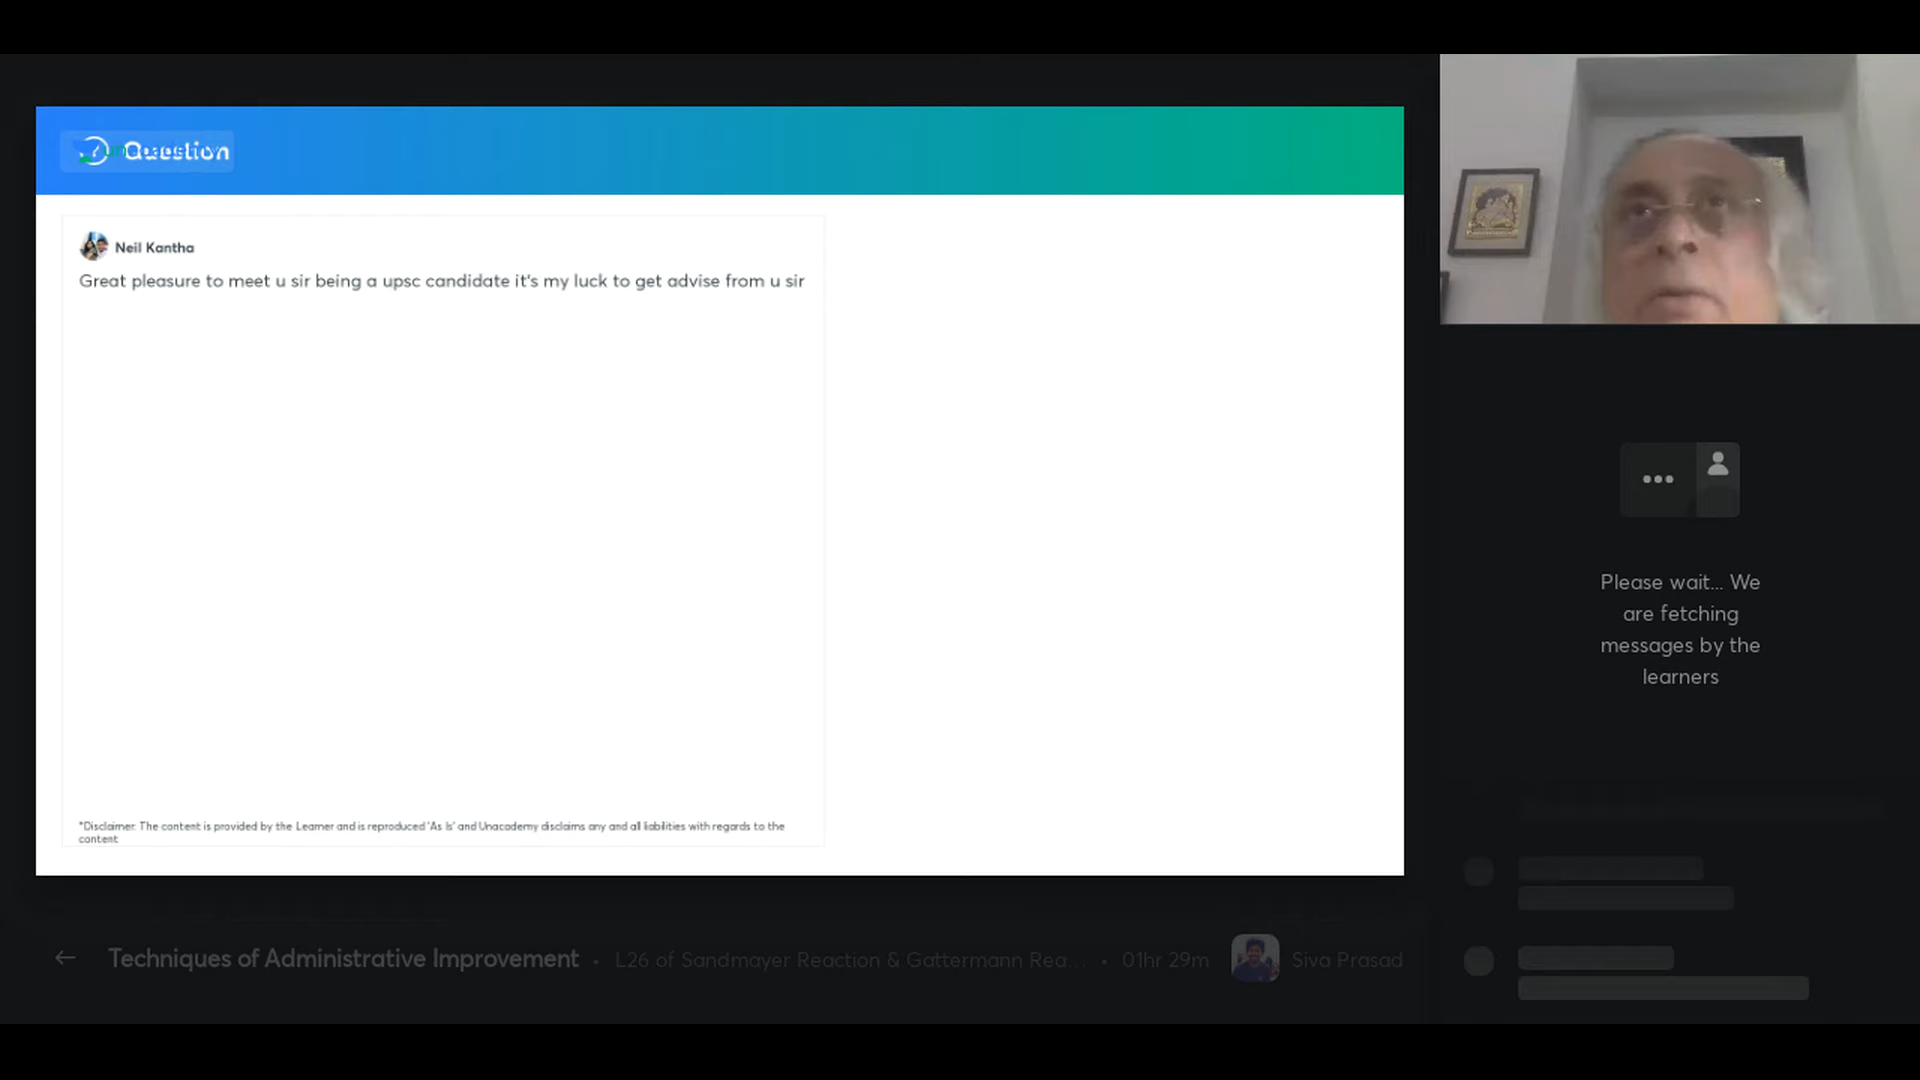 Question
Neil Kantha
Great pleasure to meet u sir being a upsc candidate it's my luck to get advise from u sir
*Disclaimer: The content is provided by the Learner and is reproduced 'As Is' and Unacademy disclaims any and all liabilities with regards to the
content
Please wait... We
are fetching
messages by the
learners
Techniques of Administrative Improvement • L26 of Sandmayer Reaction & Gattermann Rea... • 01hr 29m Siva Prasad